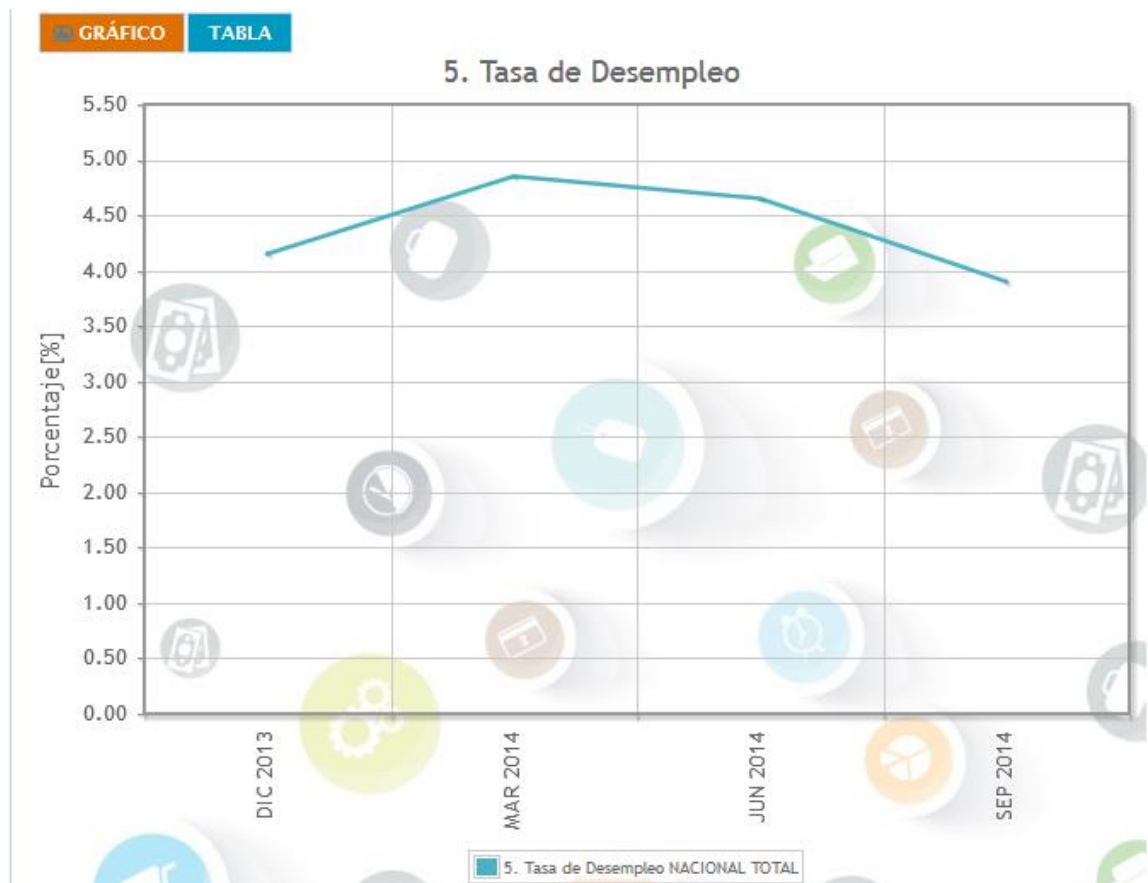 GRÁFICO TABLA
5. Tasa de Desempleo
Porcentaje[%]
5.50
5.00
4.50
4.00
3.50
3.00
2.50
2.00
1.50
1.00
0.50
0.00
DIC 2013
MAR 2014
JUN 2014
SEP 2014
5. Tasa de Desempleo NACIONAL TOTAL